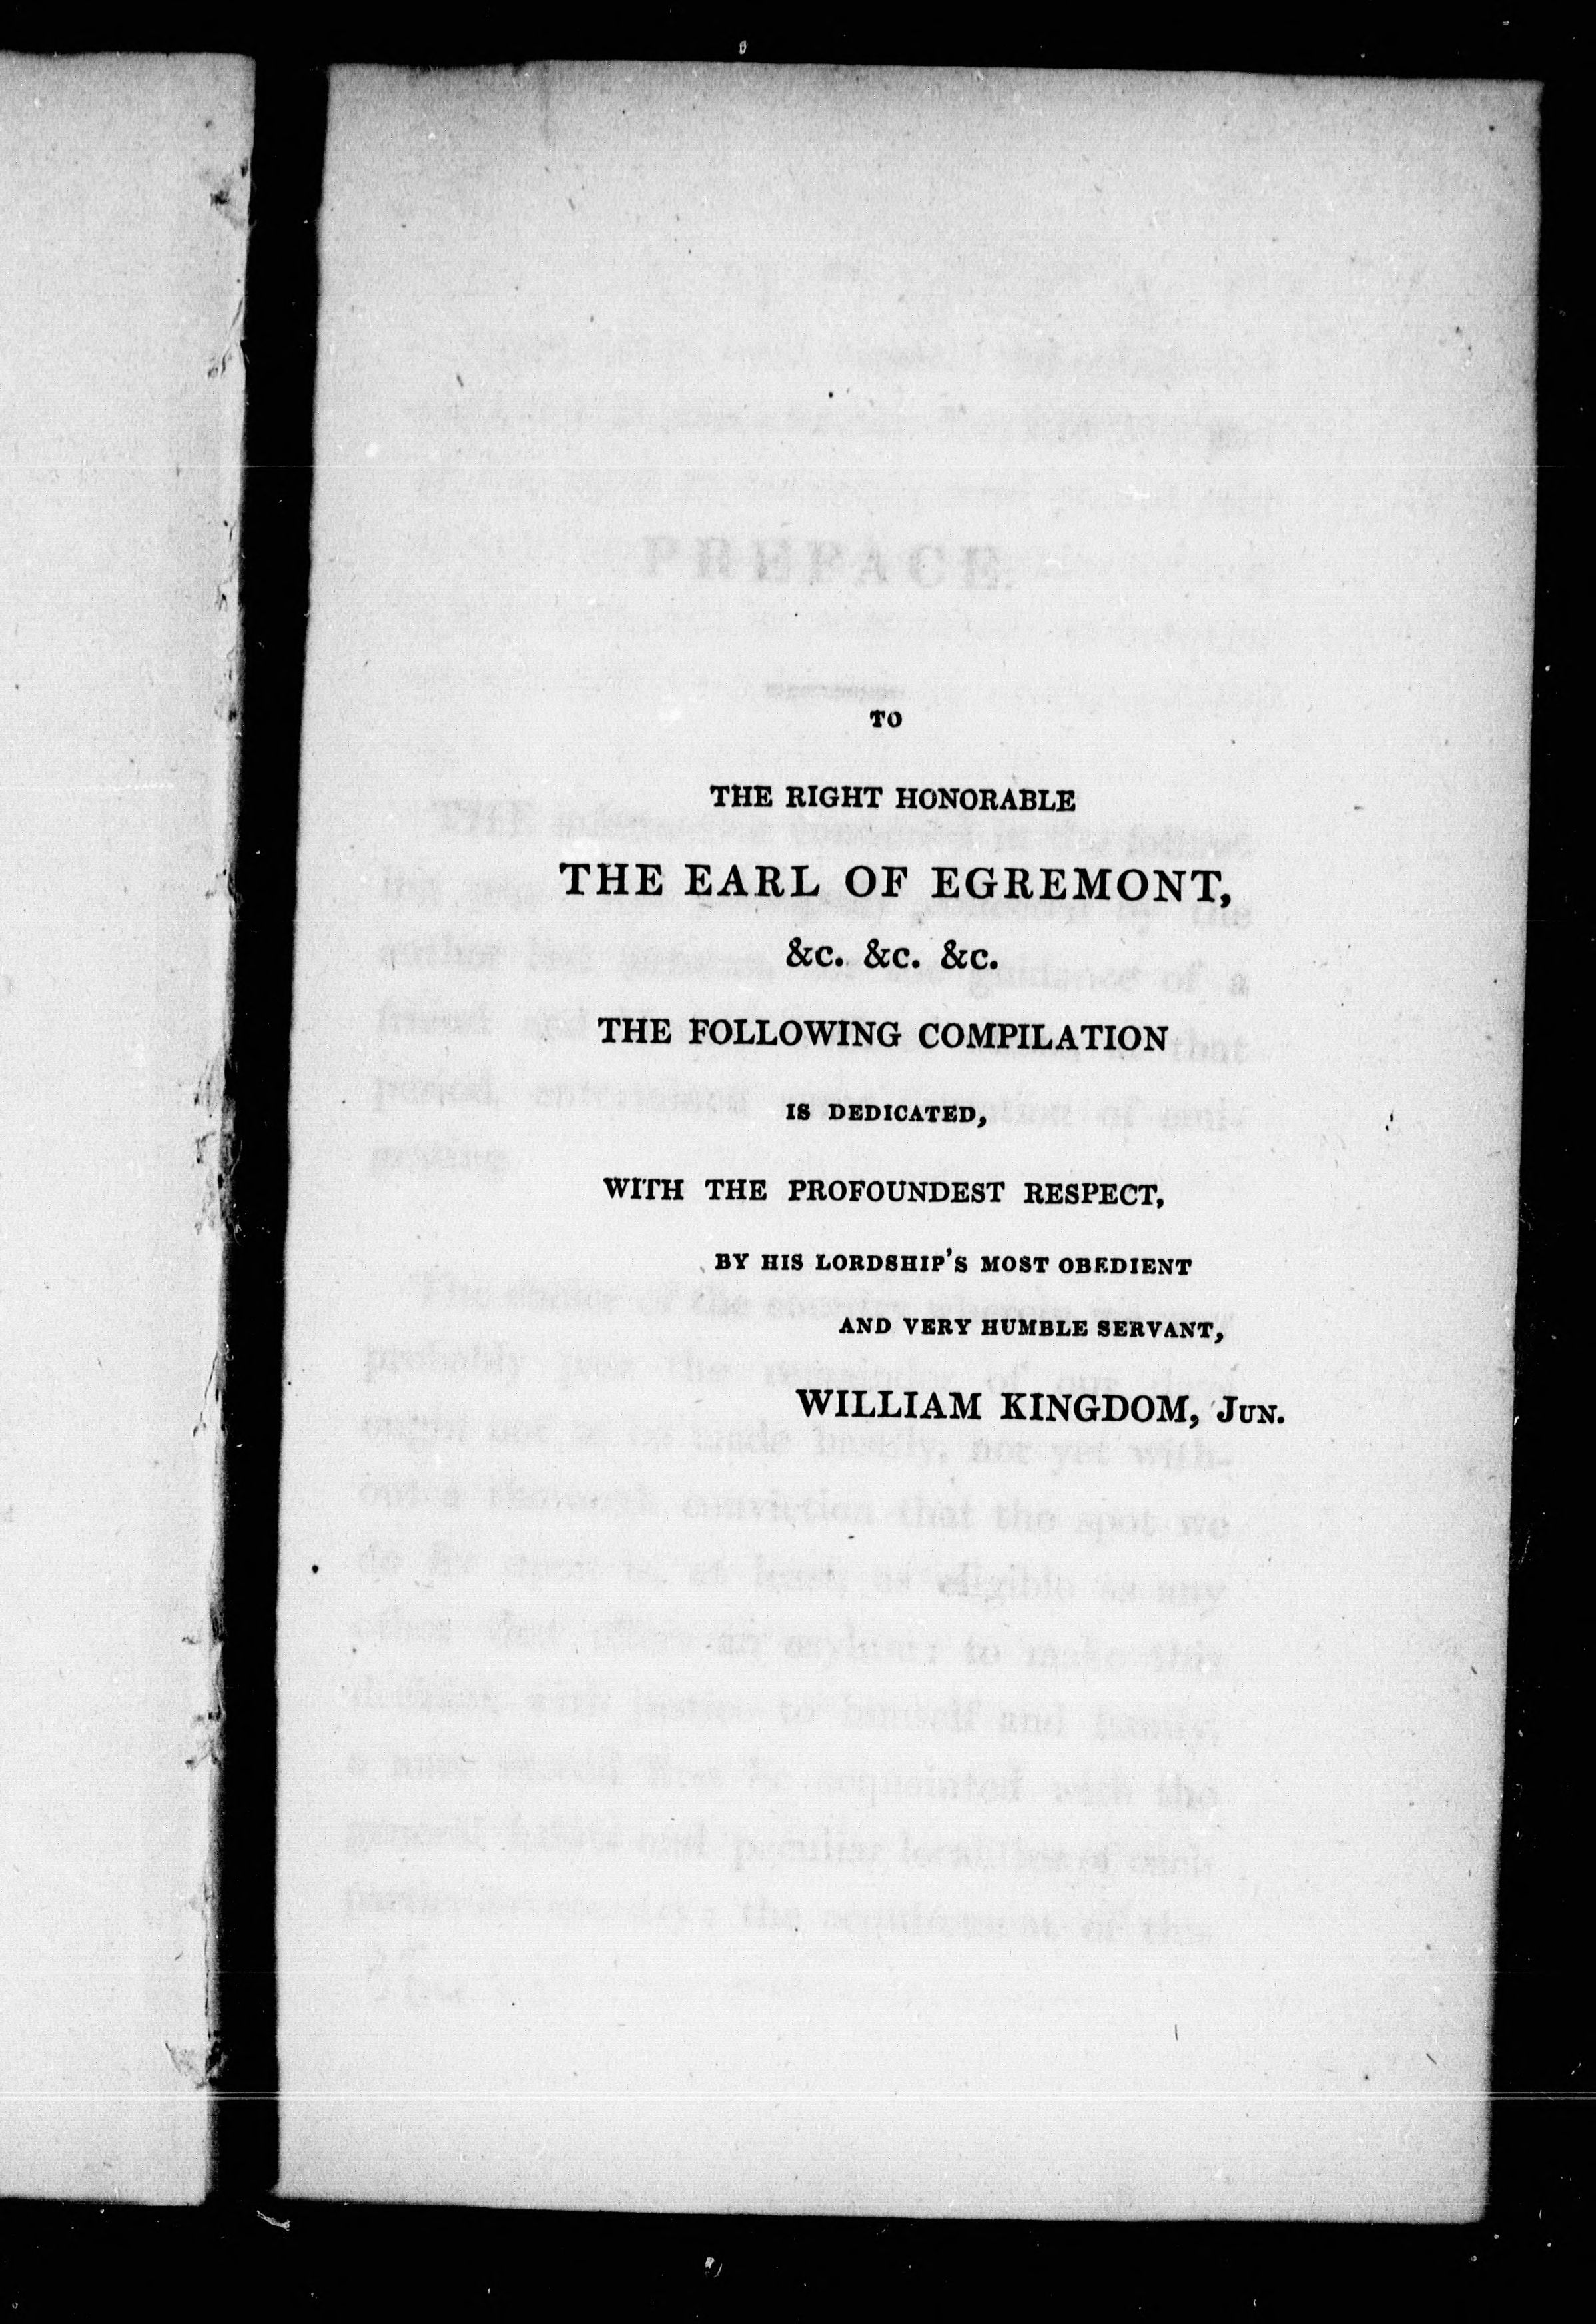 TO
THE RIGHT HONORABLE
THE EARL OF EGREMONT,
&c. &c. &c.
THE FOLLOWING COMPILATION
IS DEDICATED,
WITH THE PROFOUNDEST RESPECT,
BY HIS LORDSHIP'S MOST OBEDIENT
AND VERY HUMBLE SERVANT,
WILLIAM KINGDOM, JUN.